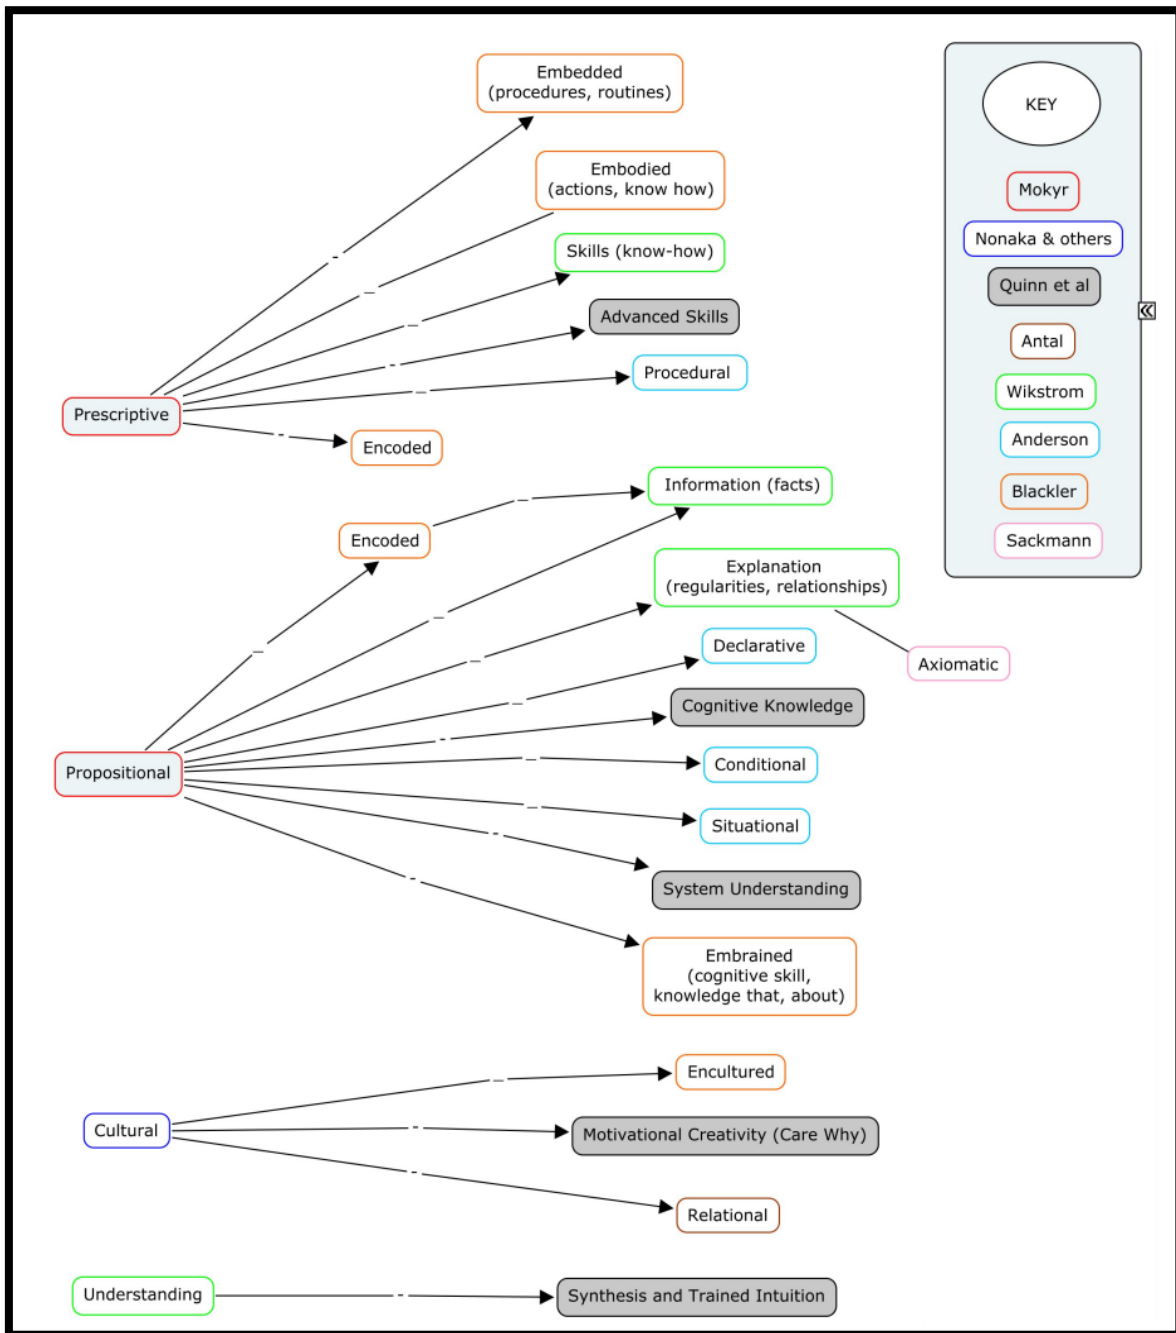 Embedded
(procedures, routines)
Embodied
(actions, know how)
Skills (know-how)
Advanced Skills
Procedural
Prescriptive
Encoded
Information (facts)
Encoded
Explanation
(regularities, relationships)
Declarative
Axiomatic
Cognitive Knowledge
Conditional
Propositional
Situational
System Understanding
Embrained
(cognitive skill,
knowledge that, about)
Encultured
Cultural
Motivational Creativity (Care Why)
Relational
Understanding
Synthesis and Trained Intuition
KEY
Mokyr
Nonaka & others
Quinn et al
Antal
Wikstrom
Anderson
Blackler
Sackmann